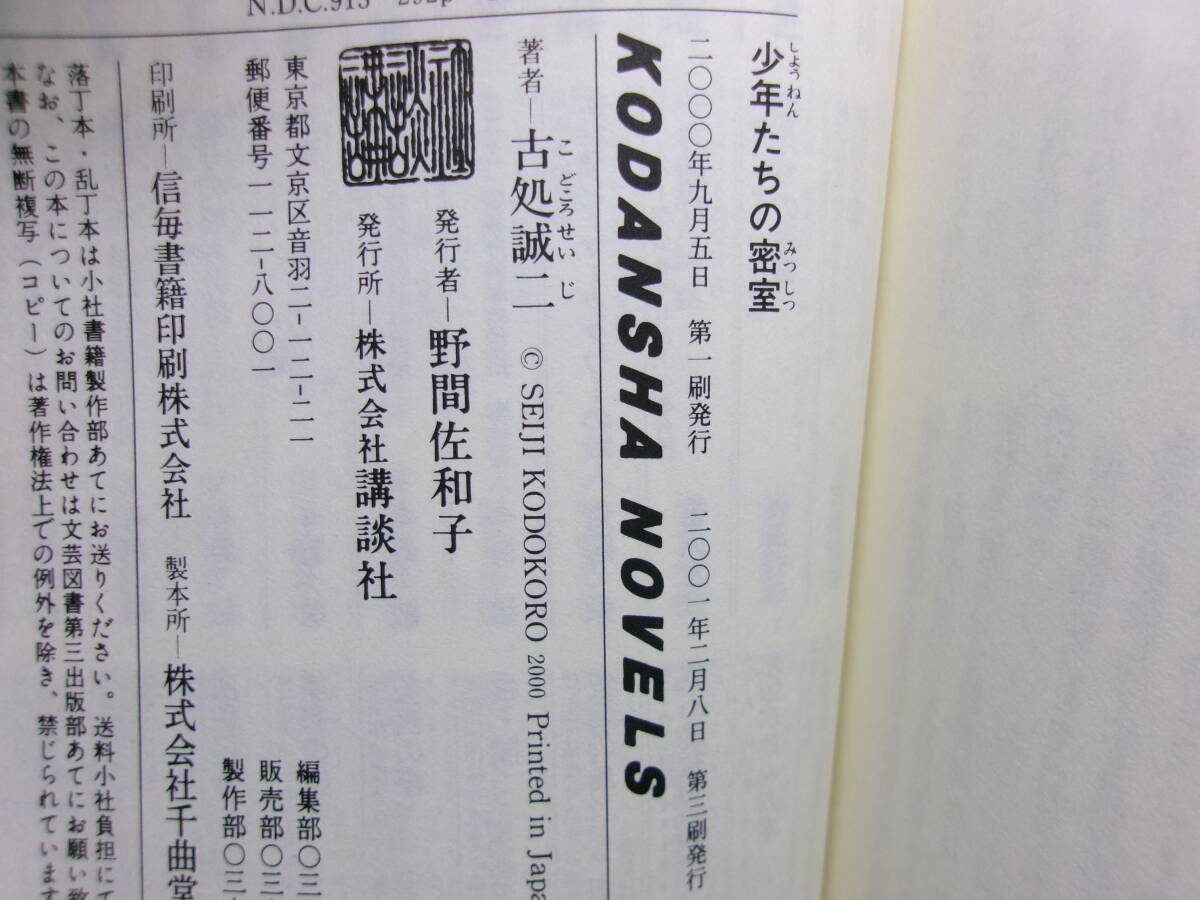 少年たちの密室
しょうねん みつしつ
二〇〇〇年九月五日 第一刷発行 二〇〇一年二月八日 第三刷発行
KODANSHA NOVELS
著者─古処誠二 © SEIJI KODOKORO 2000 Printed in Japa
こ どころ せい じ
発行者─野間佐和子
発行所─株式会社講談社
東京都文京区音羽二-一二-二一
郵便番号一一二-八〇〇一
編集部〇三
販売部〇三
製作部〇三
印刷所─信毎書籍印刷株式会社 製本所─株式会社千曲堂
落丁本・乱丁本は小社書籍製作部あてにお送りください。送料小社負担にて
なお、この本についてのお問い合わせは文芸図書第三出版部あてにお願い致
本書の無断複写（コピー）は著作権法上での例外を除き、禁じられています
N.D.C.913 292p